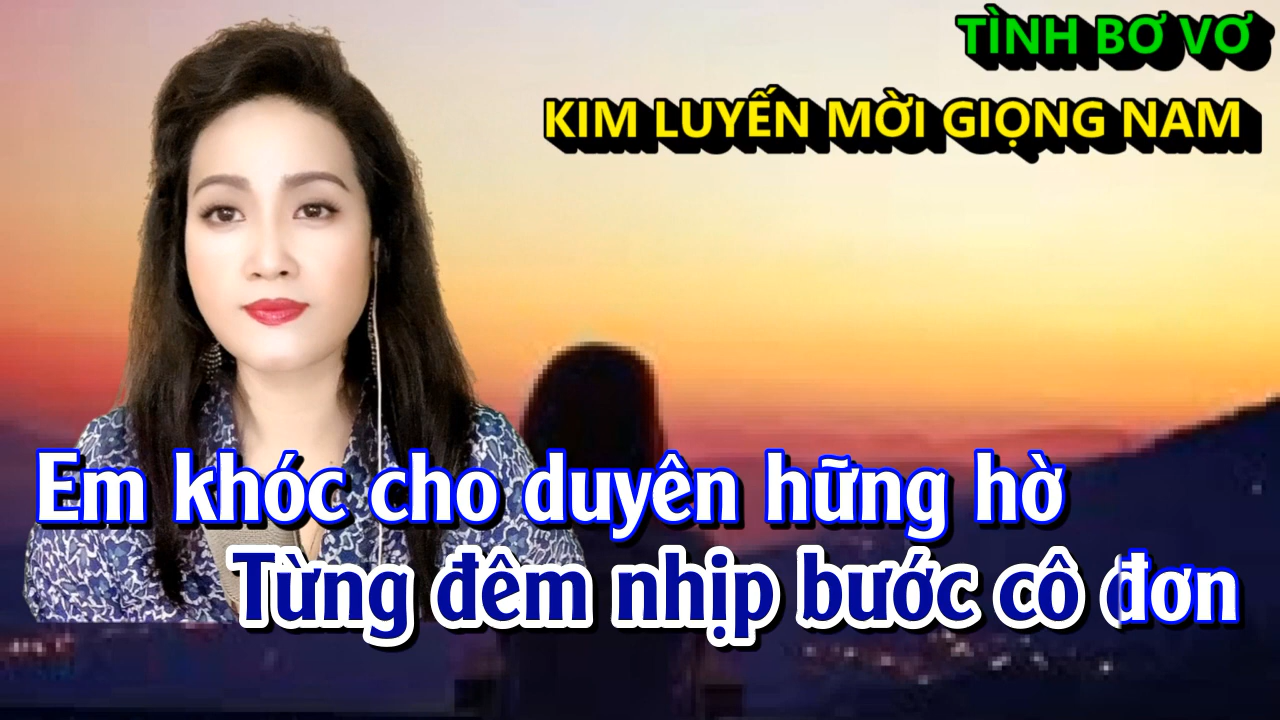 TÌNH BƠ VƠ
KIM LUYẾN MỜI GIỌNG NAM
Em khóc cho duyên hững hờ
Từng đêm nhịp bước cô đơn